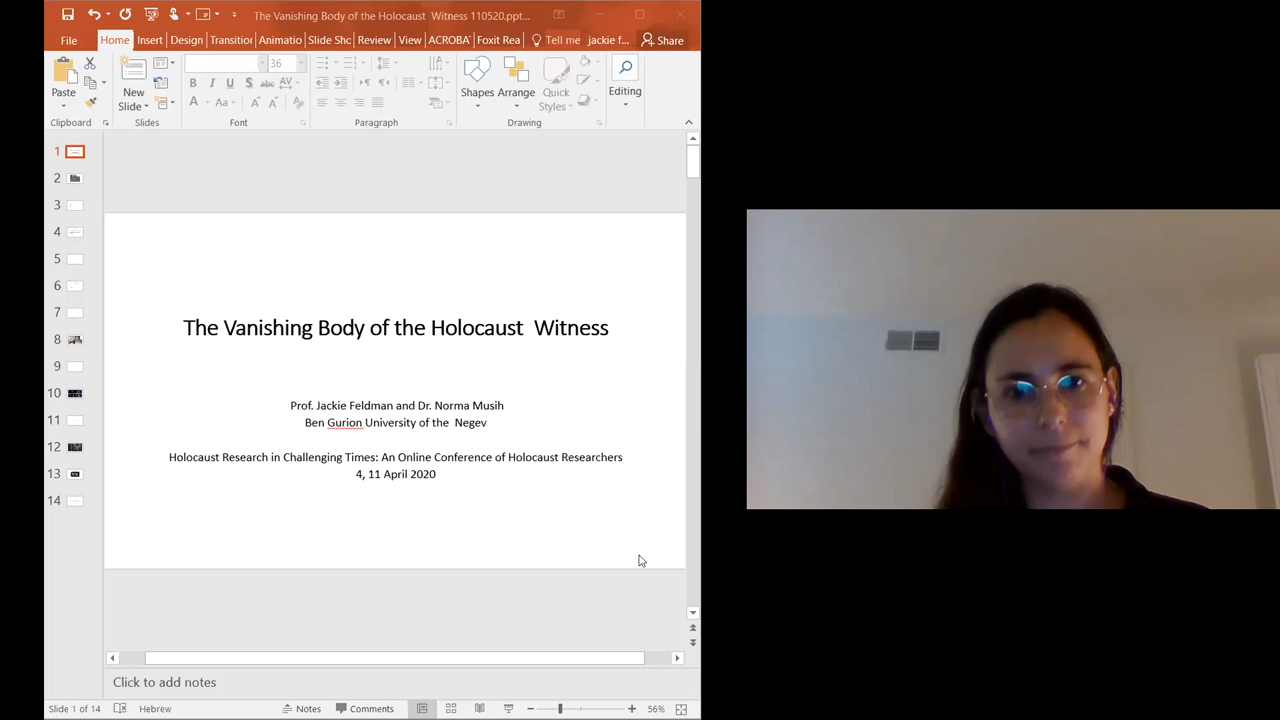 The Vanishing Body of the Holocaust  Witness 110520.ppt...
File Home Insert Design Transition Animatio Slide Shc Review View ACROBA Foxit Rea Tell me jackie f... Share
36
Paste
New
Slide
B I U S abc AV
A Aa A A
Shapes Arrange Quick
Styles
Editing
Clipboard Slides Font Paragraph Drawing
1
2
3
4
5
6
7
8
9
10
11
12
13
14
The Vanishing Body of the Holocaust  Witness
Prof. Jackie Feldman and Dr. Norma Musih
Ben Gurion University of the  Negev
Holocaust Research in Challenging Times: An Online Conference of Holocaust Researchers
4, 11 April 2020
Click to add notes
Slide 1 of 14 Hebrew Notes Comments 56%